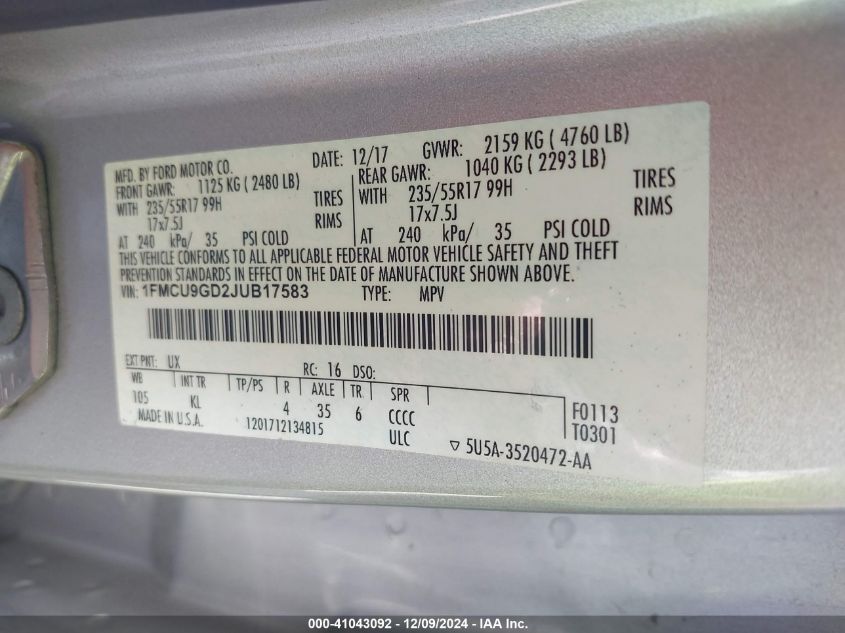 MFD. BY FORD MOTOR CO. DATE: 12/17 GVWR: 2159 KG ( 4760 LB)
FRONT GAWR: 1125 KG ( 2480 LB) REAR GAWR: 1040 KG ( 2293 LB)
WITH 235/55R17 99H TIRES WITH 235/55R17 99H TIRES
17x7.5J RIMS 17x7.5J RIMS
AT 240 kPa/ 35 PSI COLD AT 240 kPa/ 35 PSI COLD
THIS VEHICLE CONFORMS TO ALL APPLICABLE FEDERAL MOTOR VEHICLE SAFETY AND THEFT
PREVENTION STANDARDS IN EFFECT ON THE DATE OF MANUFACTURE SHOWN ABOVE.
VIN: 1FMCU9GD2JUB17583 TYPE: MPV
EXT PNT: UX RC: 16 DSO:
WB INT TR TP/PS R AXLE TR SPR
105 KL 4 35 6 CCCC F0113
MADE IN U.S.A. 1201712134815 ULC T0301
▽ 5U5A-3520472-AA
000-41043092 - 12/09/2024 - IAA Inc.